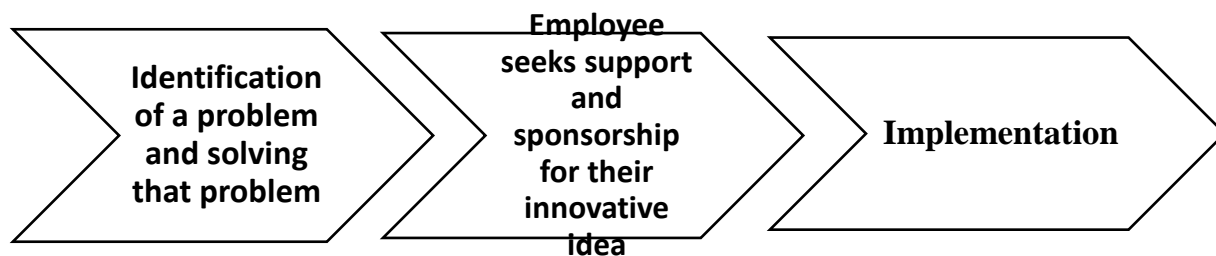 Identification
of a problem
and solving
that problem
Employee
seeks support
and
sponsorship
for their
innovative
idea
Implementation